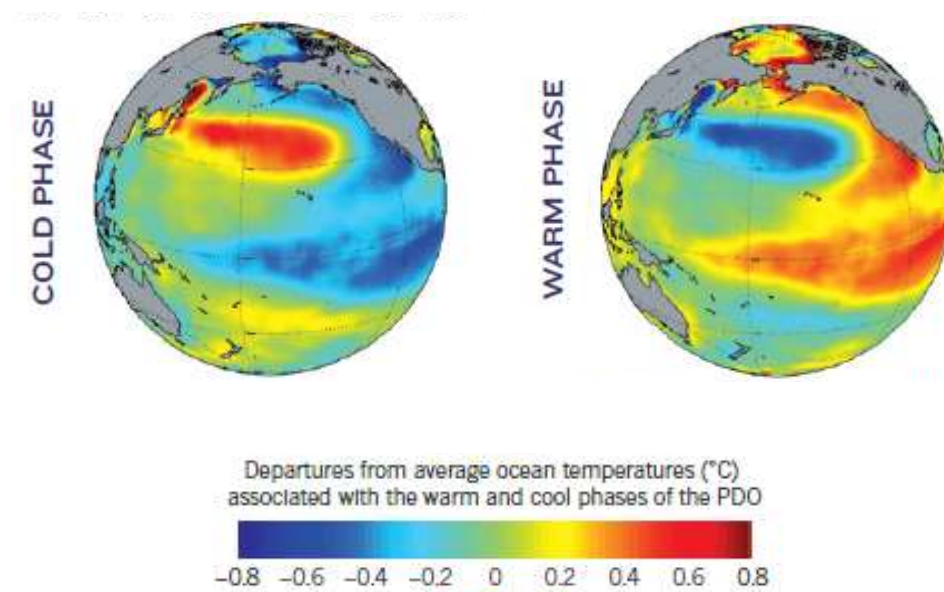 COLD PHASE
WARM PHASE
Departures from average ocean temperatures (°C)
associated with the warm and cool phases of the PDO
−0.8 −0.6 −0.4 −0.2 0 0.2 0.4 0.6 0.8